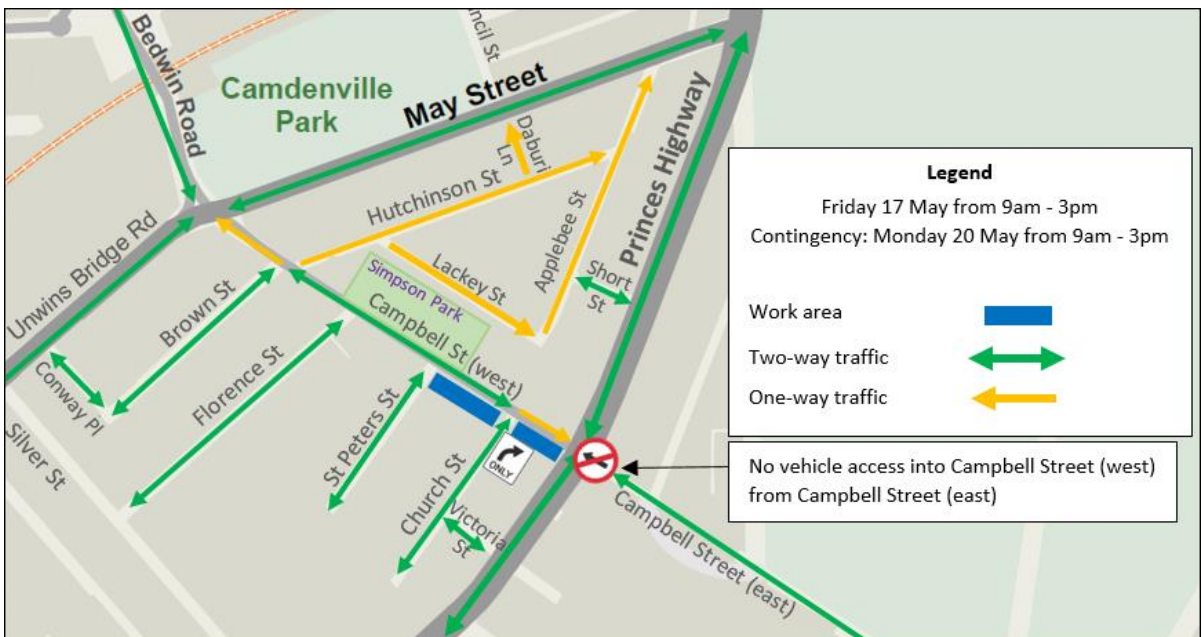 Bedwin Road
ncil St
Camdenville
Park
May Street
Daburi
Ln
Hutchinson St
Princes Highway
Unwins Bridge Rd
Lackey St
Applebee St
Short
St
Simpson Park
Brown St
Campbell St (west)
Florence St
Conway Pl
Silver St
St Peters St
ONLY
Church St
Victoria
St
Campbell Street (east)
Legend
Friday 17 May from 9am - 3pm
Contingency: Monday 20 May from 9am - 3pm
Work area
Two-way traffic
One-way traffic
No vehicle access into Campbell Street (west)
from Campbell Street (east)